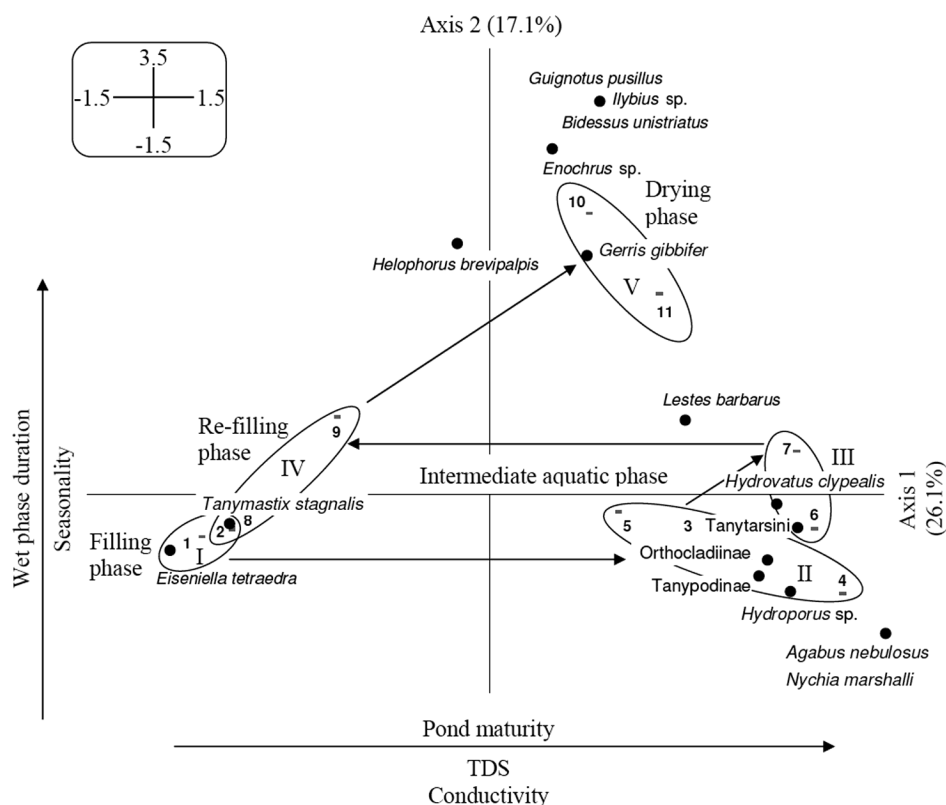 Axis 2 (17.1%)
3.5
-1.5
1.5
-1.5
Guignotus pusillus
Ilybius sp.
Bidessus unistriatus
Enochrus sp.
Drying
phase
10
Gerris gibbifer
Helophorus brevipalpis
V
11
Lestes barbarus
Re-filling
phase
9
IV
7
III
Intermediate aquatic phase
Hydrovatus clypealis
Axis 1
(26.1%)
Wet phase duration
Seasonality
Tanymastix stagnalis
Filling
phase
1
2
8
I
Eiseniella tetraedra
5
3
Tanytarsini
6
Orthocladiinae
Tanypodinae
II
4
Hydroporus sp.
Agabus nebulosus
Nychia marshalli
Pond maturity
TDS
Conductivity